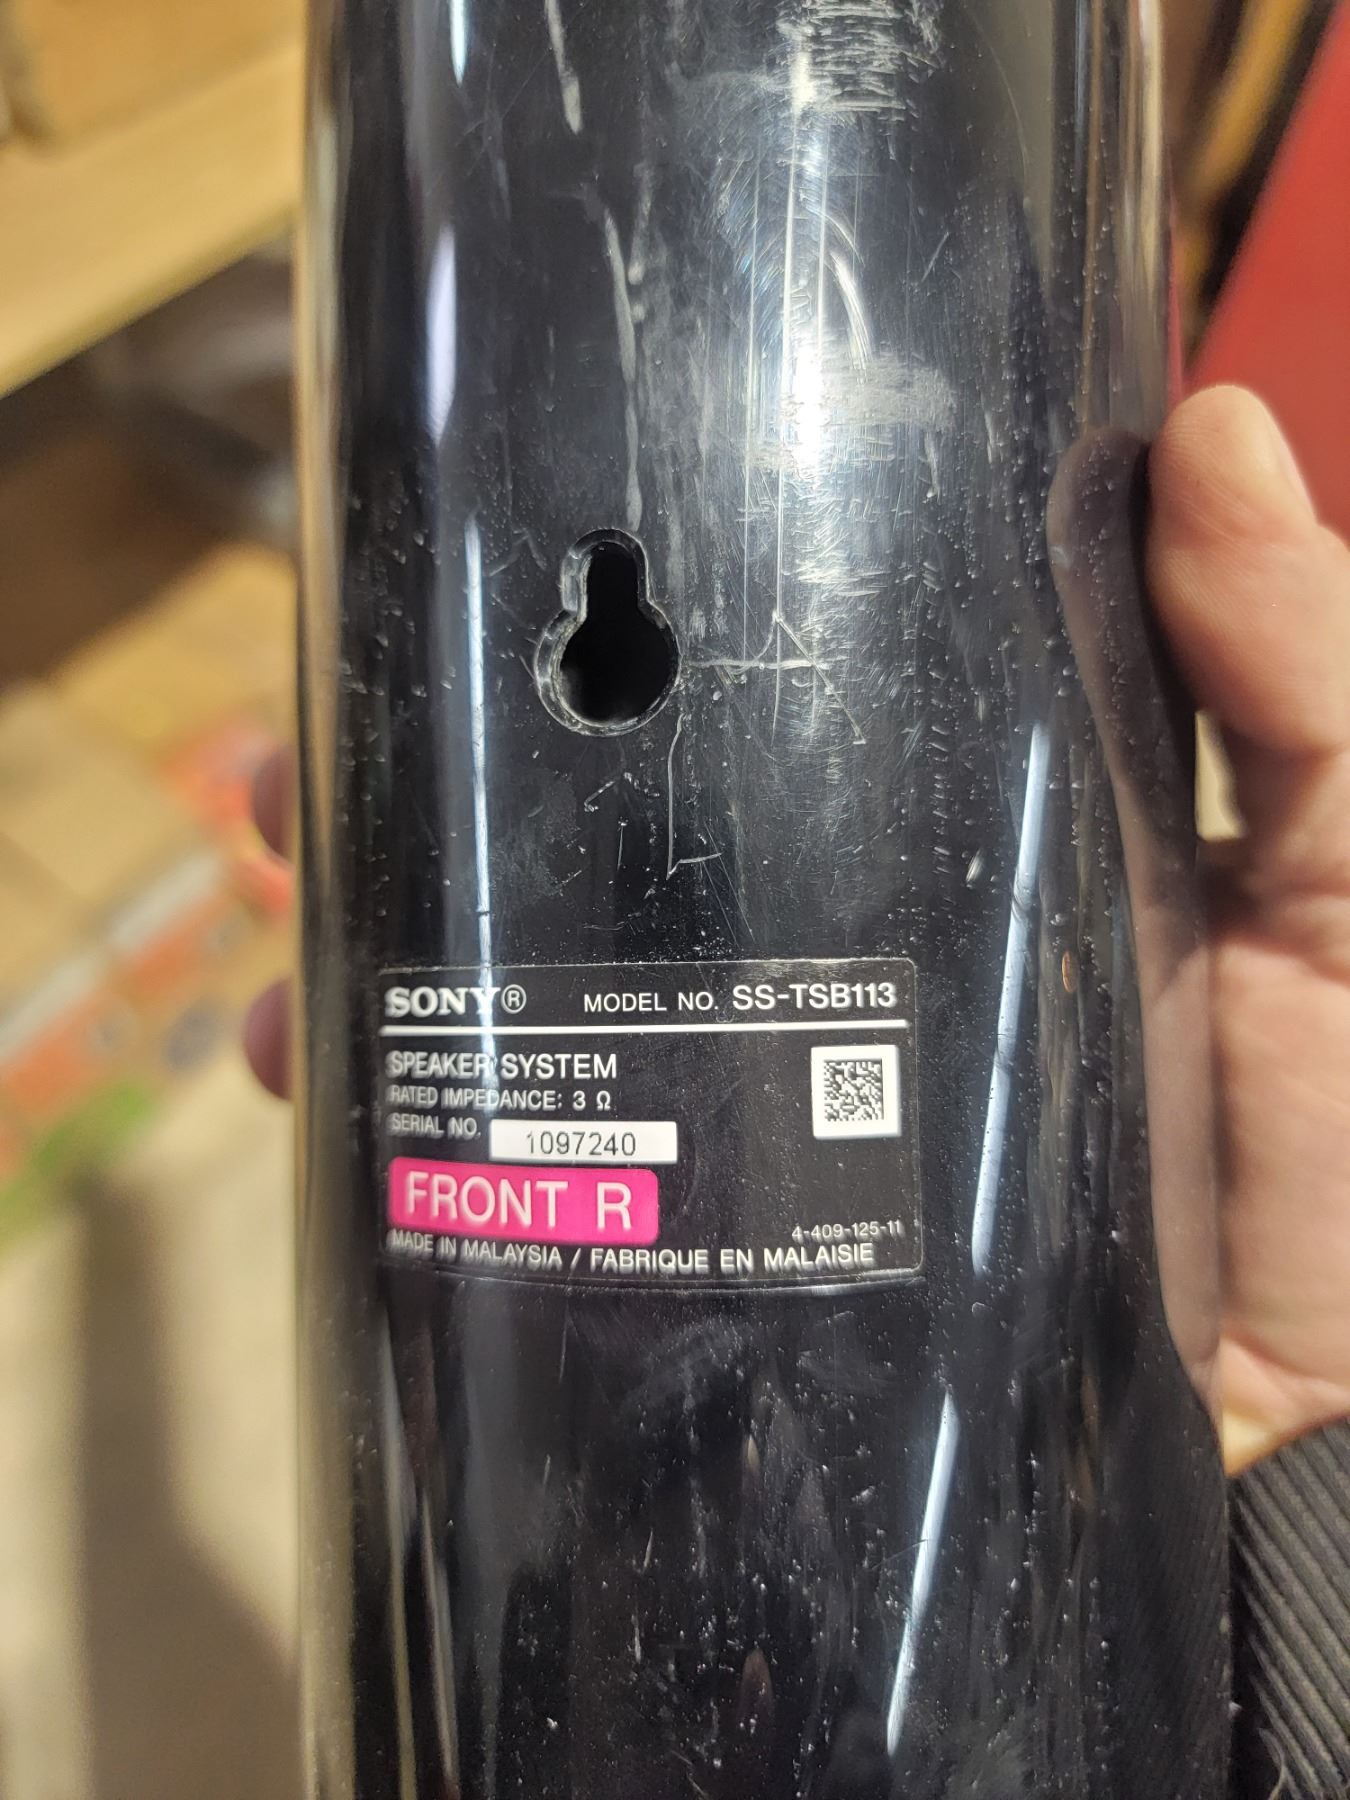 SONY® MODEL NO. SS-TSB113
SPEAKER SYSTEM
RATED IMPEDANCE: 3 Ω
SERIAL NO. 1097240
FRONT R
4-409-125-11
MADE IN MALAYSIA / FABRIQUE EN MALAISIE